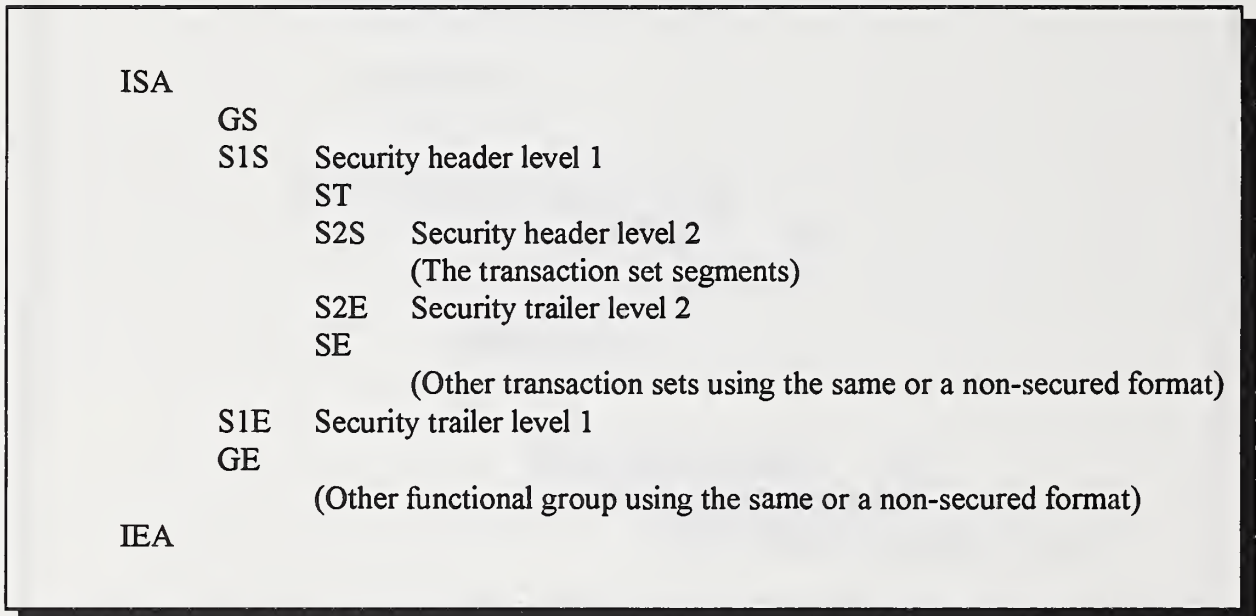 ISA
GS
S1S Security header level 1
ST
S2S Security header level 2
(The transaction set segments)
S2E Security trailer level 2
SE
(Other transaction sets using the same or a non-secured format)
S1E Security trailer level 1
GE
(Other functional group using the same or a non-secured format)
IEA